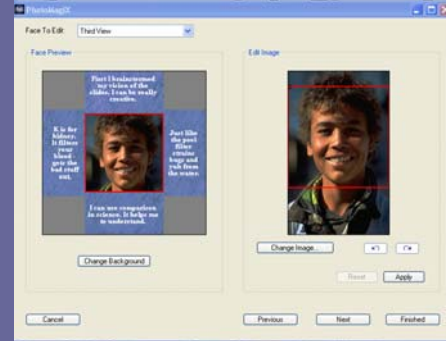 PhotoMagiX
Face To Edit:
Third View
Face Preview
First I brainstormed
my vision of the
slides. I can be really
creative.
K is for
kidney.
It filters
your
blood -
gets the
bad stuff
out.
Just like
the pool
filter
strains
bugs and
yuk from
the water.
I can use comparison
in science. It helps me
to understand.
Change Background
Edit Image
Change Image...
Reset
Apply
Cancel
Previous
Next
Finished